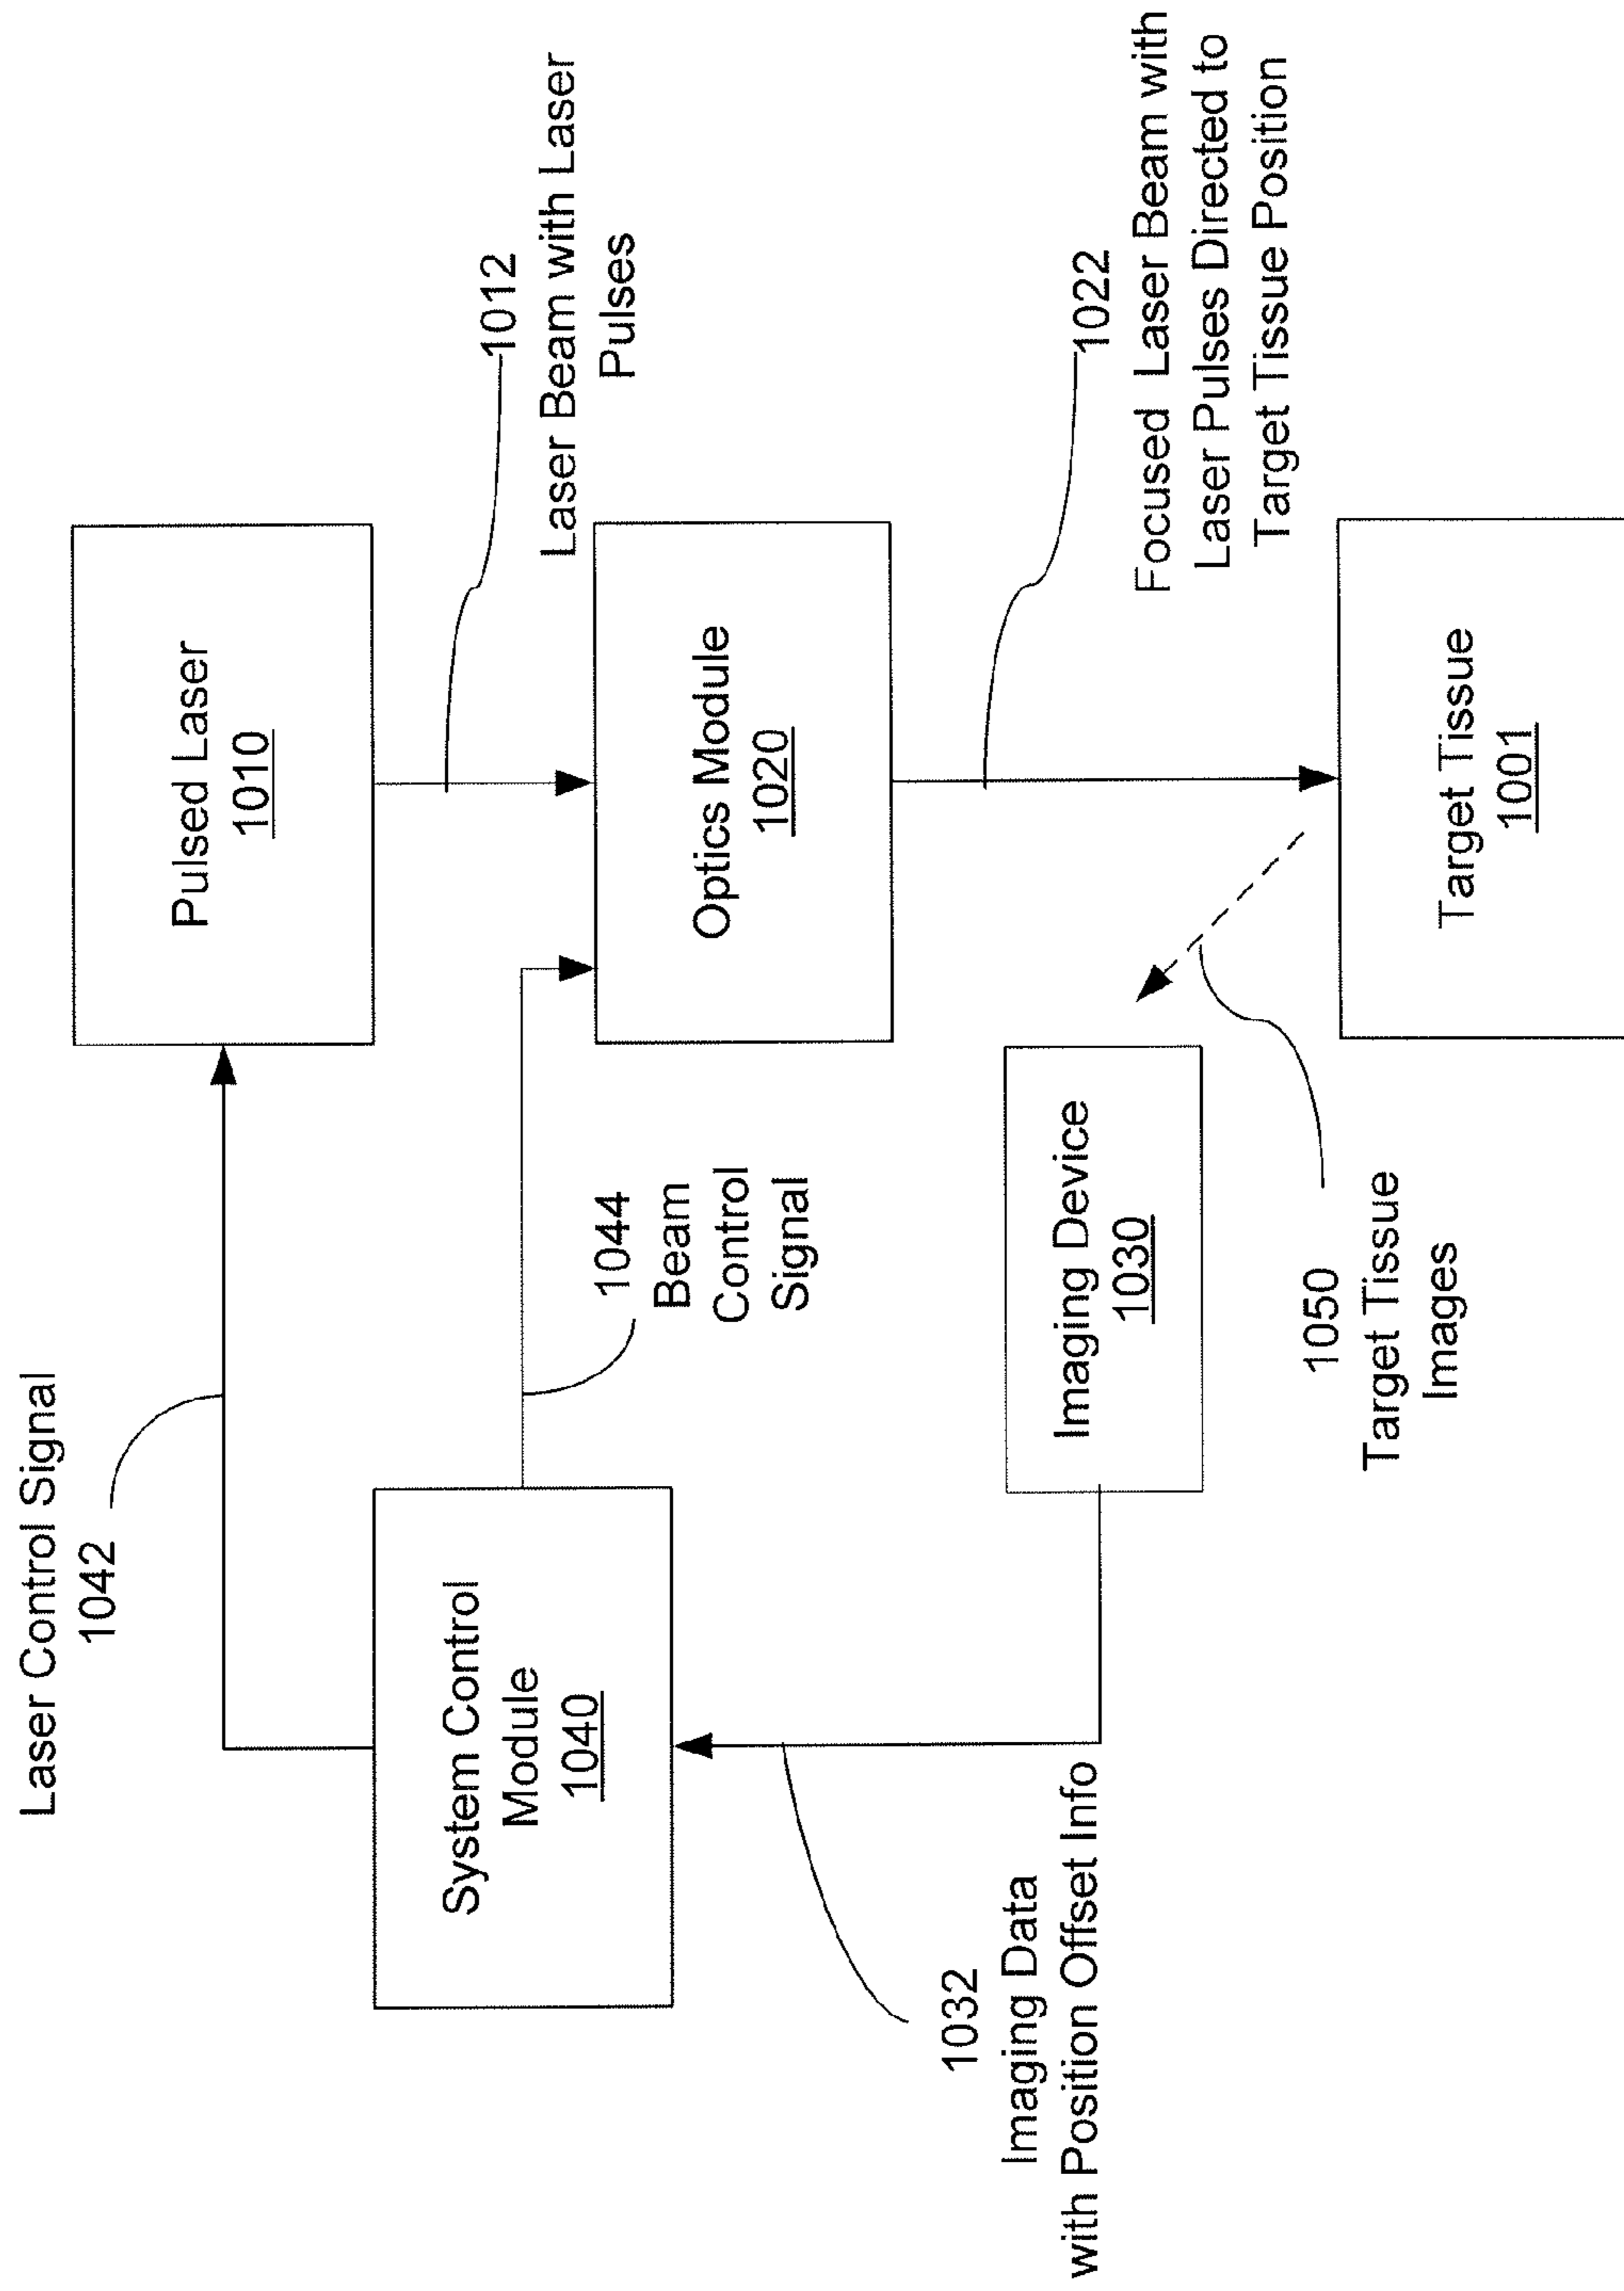 Laser Control Signal
1042
Pulsed Laser
1010
1012
Laser Beam with Laser
Pulses
System Control
Module
1040
1044
Beam
Control
Signal
Optics Module
1020
1022
Focused Laser Beam with
Laser Pulses Directed to
Target Tissue Position
1032
Imaging Data
with Position Offset Info
Imaging Device
1030
1050
Target Tissue
Images
Target Tissue
1001